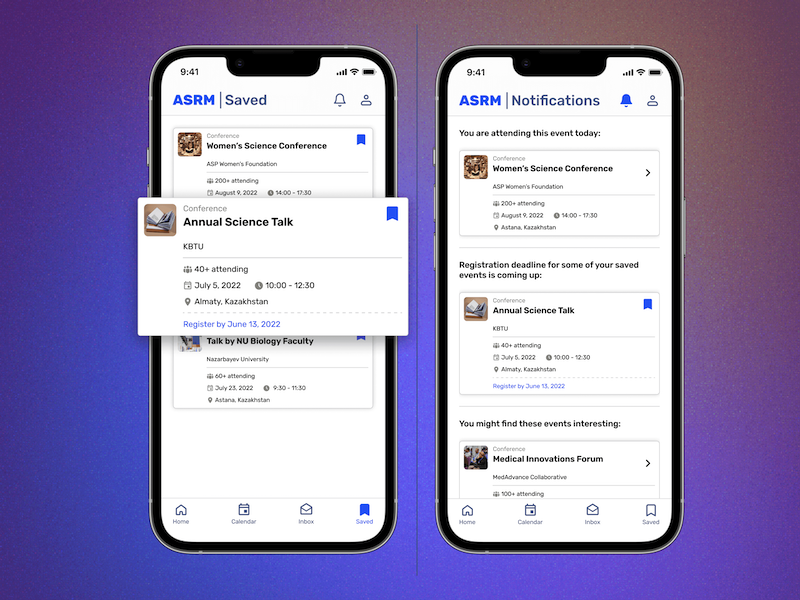 9:41
ASRM | Saved
Conference
Women's Science Conference
ASP Women's Foundation
200+ attending
August 9, 2022 14:00 - 17:30
Conference
Annual Science Talk
KBTU
40+ attending
July 5, 2022 10:00 - 12:30
Almaty, Kazakhstan
Register by June 13, 2022
Talk by NU Biology Faculty
Nazarbayev University
60+ attending
July 23, 2022 9:30 - 11:30
Astana, Kazakhstan
Home Calendar Inbox Saved
9:41
ASRM | Notifications
You are attending this event today:
Conference
Women's Science Conference
ASP Women's Foundation
200+ attending
August 9, 2022 14:00 - 17:30
Astana, Kazakhstan
Registration deadline for some of your saved
events is coming up:
Conference
Annual Science Talk
KBTU
40+ attending
July 5, 2022 10:00 - 12:30
Almaty, Kazakhstan
Register by June 13, 2022
You might find these events interesting:
Conference
Medical Innovations Forum
MedAdvance Collaborative
100+ attending
Home Calendar Inbox Saved